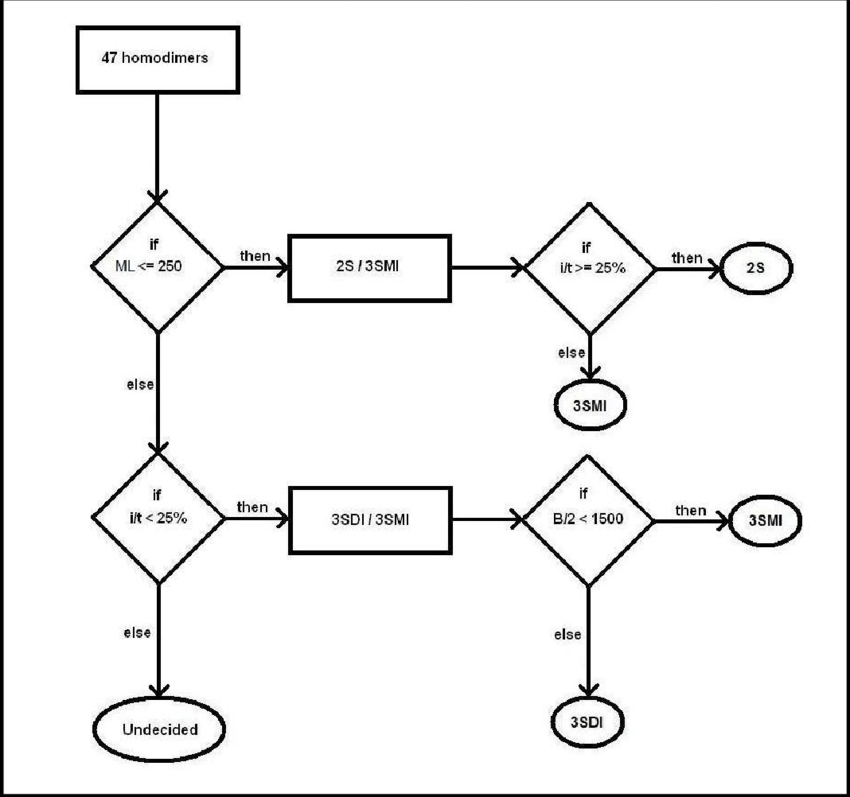 47 homodimers
if
ML <= 250
then
2S / 3SMI
if
i/t >= 25%
then
2S
else
3SMI
else
if
i/t < 25%
then
3SDI / 3SMI
if
B/2 < 1500
then
3SMI
else
3SDI
else
Undecided